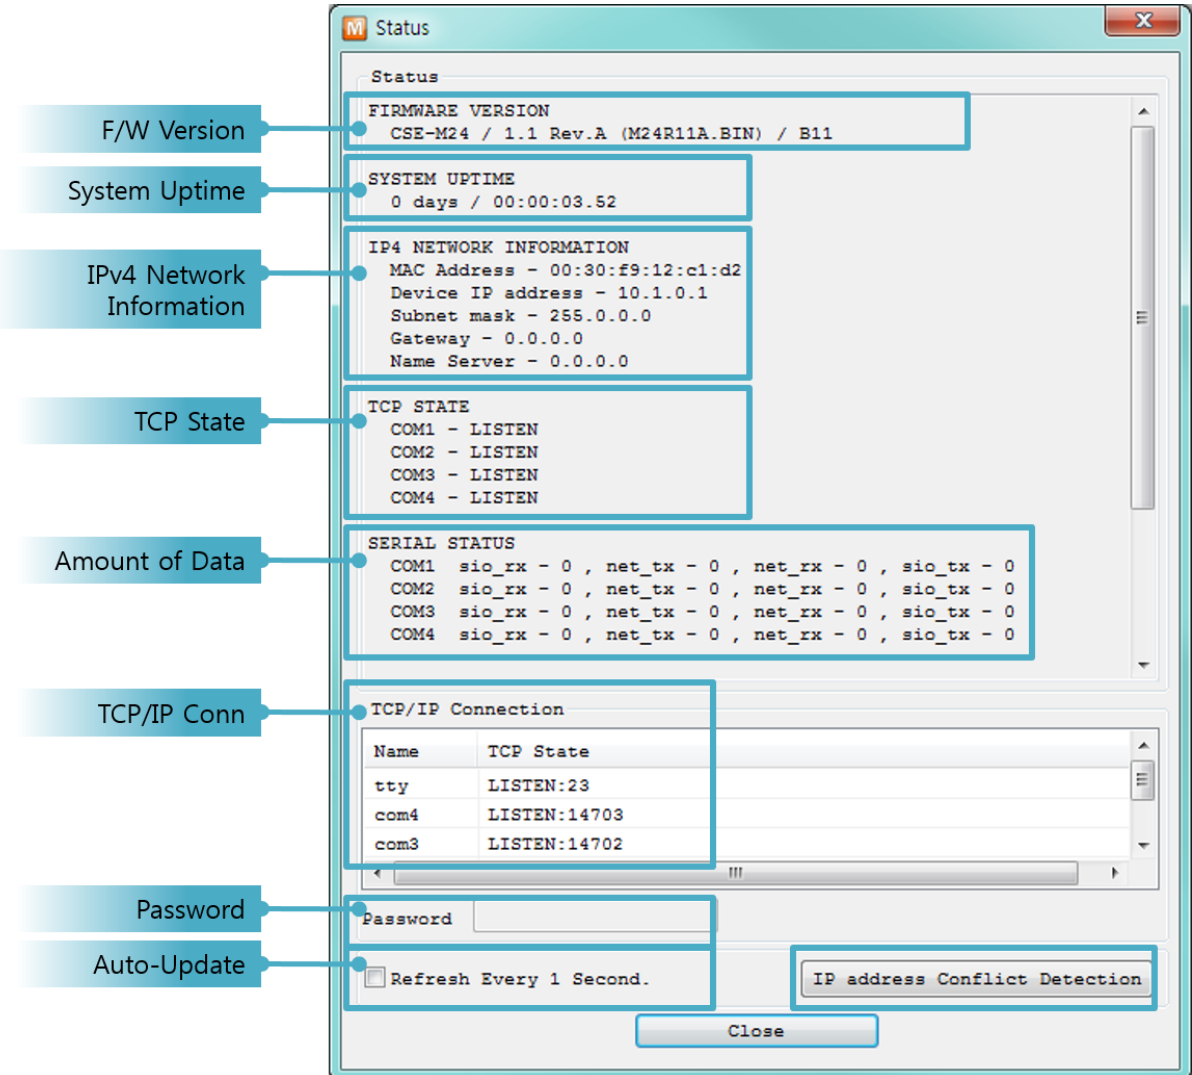 M Status
Status
F/W Version
FIRMWARE VERSION
CSE-M24 / 1.1 Rev.A (M24R11A.BIN) / B11
System Uptime
SYSTEM UPTIME
0 days / 00:00:03.52
IPv4 Network
Information
IP4 NETWORK INFORMATION
MAC Address - 00:30:f9:12:c1:d2
Device IP address - 10.1.0.1
Subnet mask - 255.0.0.0
Gateway - 0.0.0.0
Name Server - 0.0.0.0
TCP State
TCP STATE
COM1 - LISTEN
COM2 - LISTEN
COM3 - LISTEN
COM4 - LISTEN
Amount of Data
SERIAL STATUS
COM1 sio_rx - 0 , net_tx - 0 , net_rx - 0 , sio_tx - 0
COM2 sio_rx - 0 , net_tx - 0 , net_rx - 0 , sio_tx - 0
COM3 sio_rx - 0 , net_tx - 0 , net_rx - 0 , sio_tx - 0
COM4 sio_rx - 0 , net_tx - 0 , net_rx - 0 , sio_tx - 0
TCP/IP Conn
TCP/IP Connection
Name TCP State
tty LISTEN:23
com4 LISTEN:14703
com3 LISTEN:14702
Password
Password
Auto-Update
Refresh Every 1 Second.
IP address Conflict Detection
Close